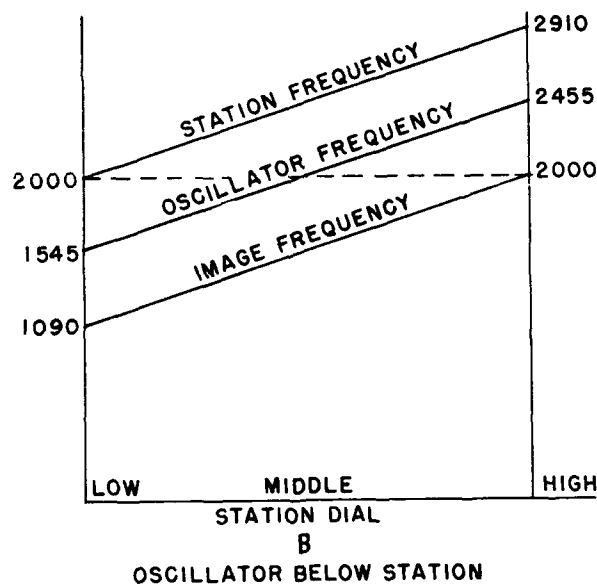 2910
STATION FREQUENCY
2455
OSCILLATOR FREQUENCY
2000
2000
IMAGE FREQUENCY
1545
1090
LOW MIDDLE HIGH
STATION DIAL
B
OSCILLATOR BELOW STATION